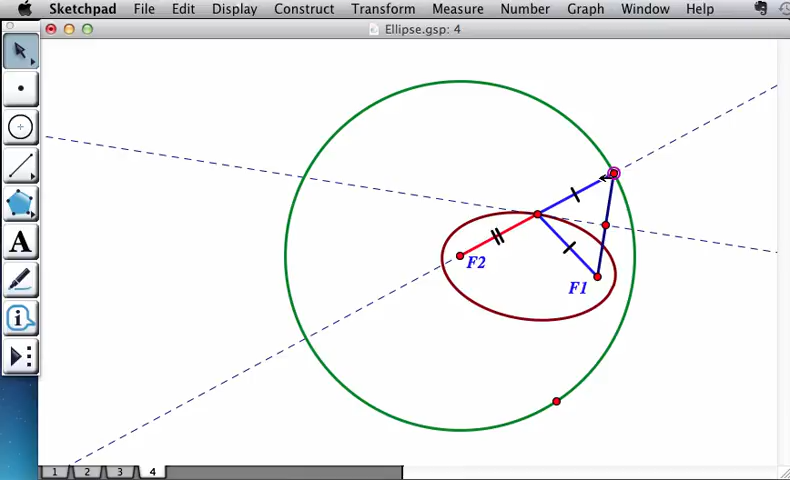 Sketchpad File Edit Display Construct Transform Measure Number Graph Window Help
Ellipse.gsp: 4
A
F2
F1
1 2 3 4